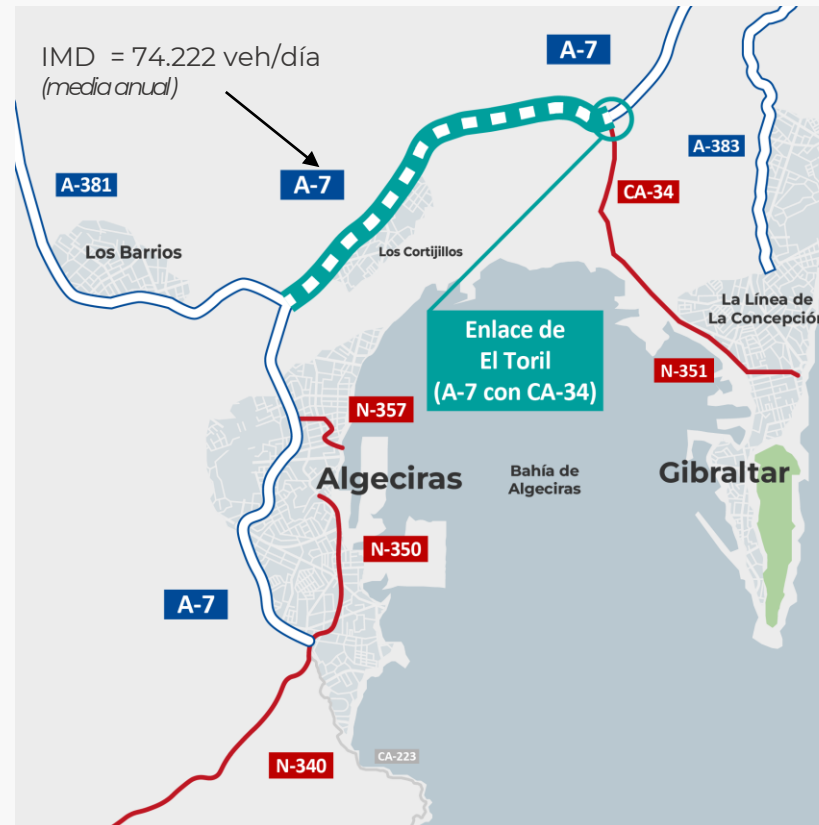 IMD = 74.222 veh/día
(media anual)
A-7
A-383
A-381
A-7
CA-34
Los Barrios
Los Cortijillos
La Línea de
La Concepción
Enlace de
El Toril
(A-7 con CA-34)
N-351
N-357
Algeciras
Bahía de
Algeciras
Gibraltar
N-350
A-7
CA-223
N-340